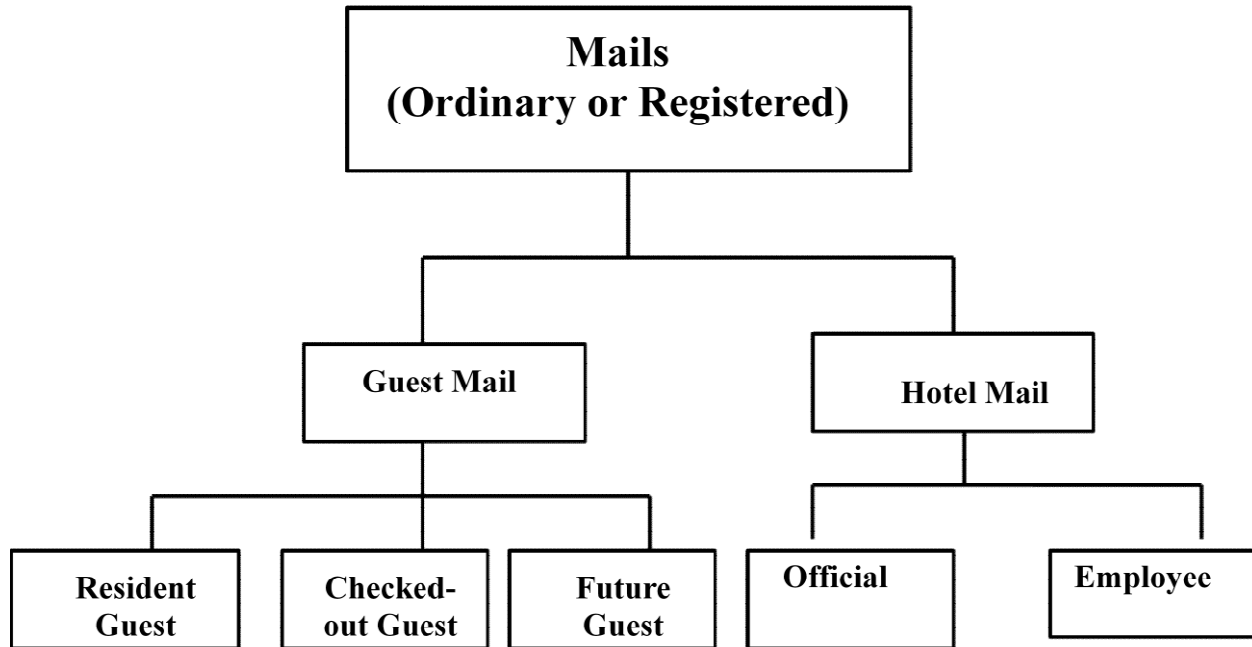 Mails
(Ordinary or Registered)
Guest Mail
Hotel Mail
Resident
Guest
Checked-
out Guest
Future
Guest
Official
Employee